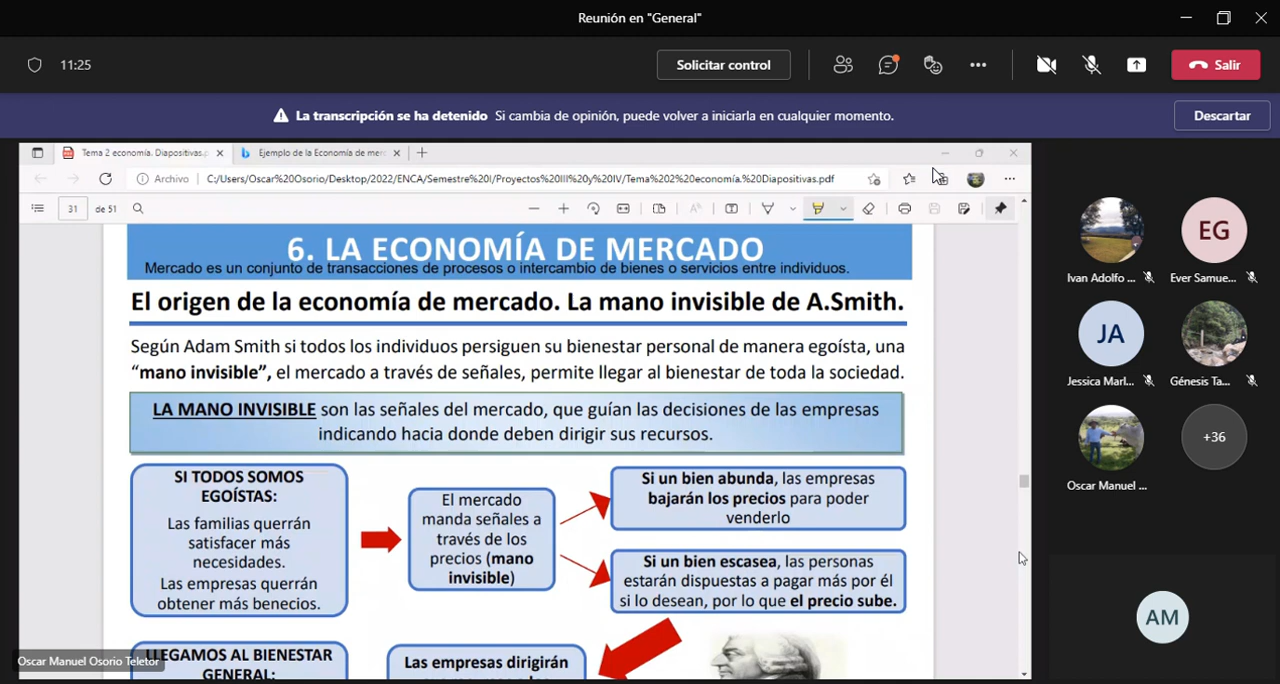 Reunión en "General"
11:25
Solicitar control
Salir
La transcripción se ha detenido Si cambia de opinión, puede volver a iniciarla en cualquier momento.
Descartar
Tema 2 economía. Diapositivas.p
Ejemplo de la Economía de merc
Archivo
C:/Users/Oscar%20Osorio/Desktop/2022/ENCA/Semestre%20I/Proyectos%20III%20y%20IV/Tema%202%20economía.%20Diapositivas.pdf
31 de 51
6. LA ECONOMÍA DE MERCADO
Mercado es un conjunto de transacciones de procesos o intercambio de bienes o servicios entre individuos.
El origen de la economía de mercado. La mano invisible de A.Smith.
Según Adam Smith si todos los individuos persiguen su bienestar personal de manera egoísta, una
“mano invisible”, el mercado a través de señales, permite llegar al bienestar de toda la sociedad.
LA MANO INVISIBLE son las señales del mercado, que guían las decisiones de las empresas
indicando hacia donde deben dirigir sus recursos.
SI TODOS SOMOS
EGOÍSTAS:
Las familias querrán
satisfacer más
necesidades.
Las empresas querrán
obtener más benecios.
El mercado
manda señales a
través de los
precios (mano
invisible)
Si un bien abunda, las empresas
bajarán los precios para poder
venderlo
Si un bien escasea, las personas
estarán dispuestas a pagar más por él
si lo desean, por lo que el precio sube.
LLEGAMOS AL BIENESTAR
GENERAL:
Las empresas dirigirán
Oscar Manuel Osorio Teletor
Ivan Adolfo ...
EG
Ever Samue...
JA
Jessica Marl...
Génesis Ta...
Oscar Manuel ...
+36
AM